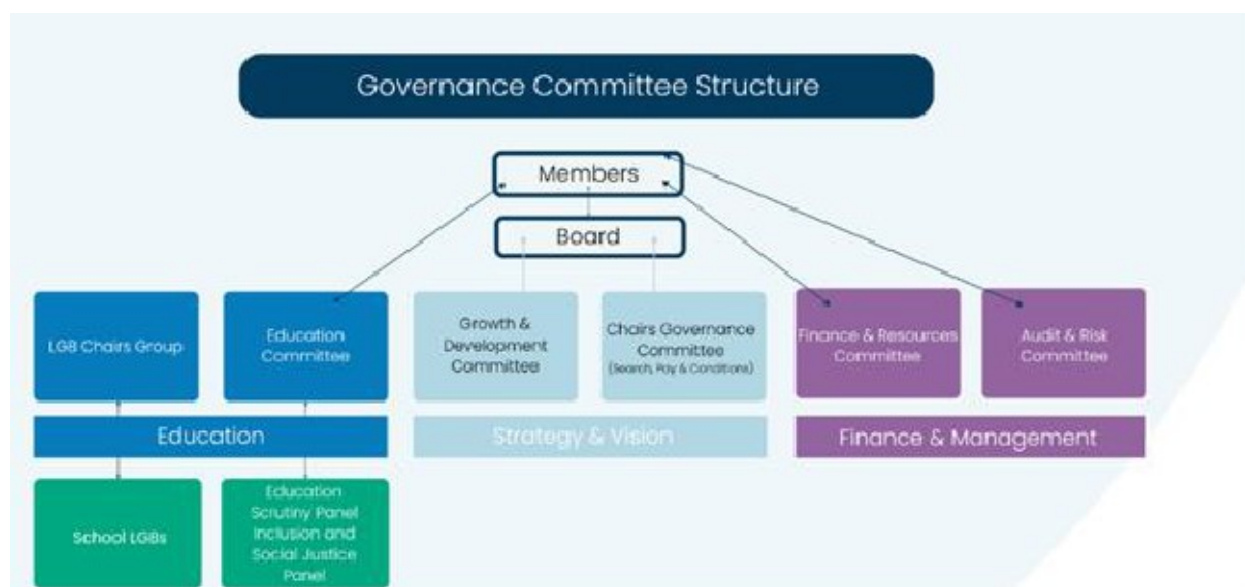 Governance Committee Structure
Members
Board
LGB Chairs Group
Education
Committee
Growth &
Development
Committee
Chairs Governance
Committee
(Search, Pay & Conditions)
Finance & Resources
Committee
Audit & Risk
Committee
Education
Strategy & Vision
Finance & Management
School LGBs
Education
Scrutiny Panel
Inclusion and
Social Justice
Panel